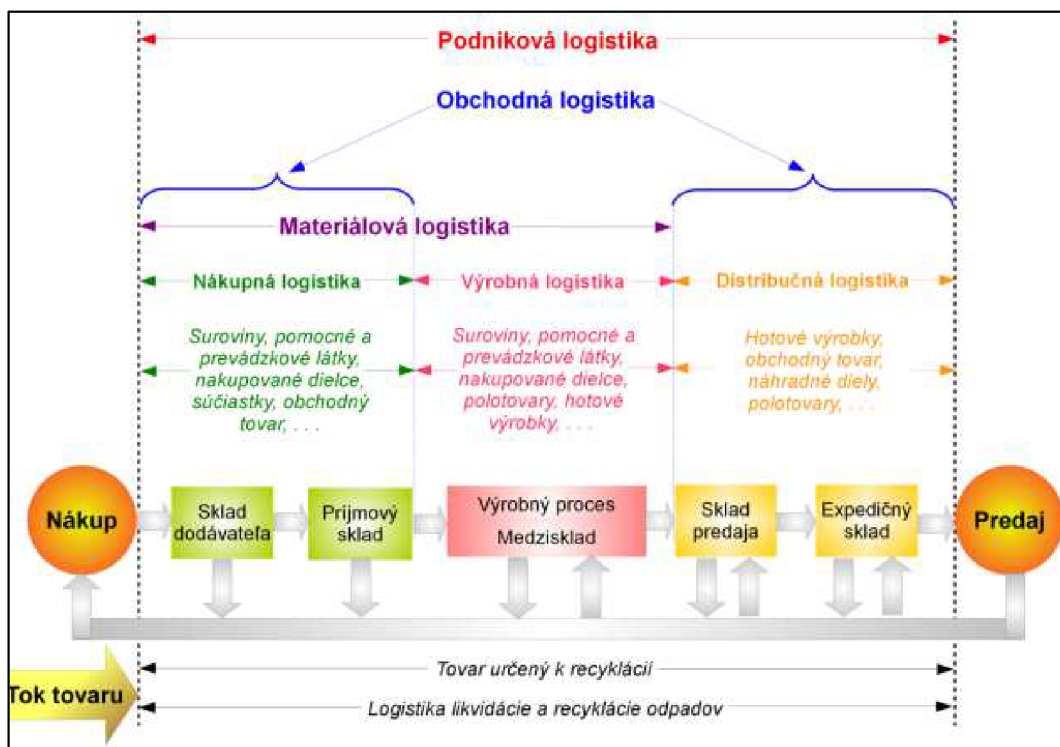 Podniková logistika
Obchodná logistika
Materiálová logistika
Nákupná logistika
Výrobná logistika
Distribučná logistika
Suroviny, pomocné a
prevádzkové látky,
nakupované dielce,
súčiastky, obchodný
tovar, . . .
Suroviny, pomocné a
prevádzkové látky,
nakupované dielce,
polotovary, hotové
výrobky, . . .
Hotové výrobky,
obchodný tovar,
náhradné diely,
polotovary, . . .
Nákup
Sklad
dodávateľa
Príjmový
sklad
Výrobný proces
Medzisklad
Sklad
predaja
Expedičný
sklad
Predaj
Tovar určený k recyklácií
Tok tovaru
Logistika likvidácie a recyklácie odpadov